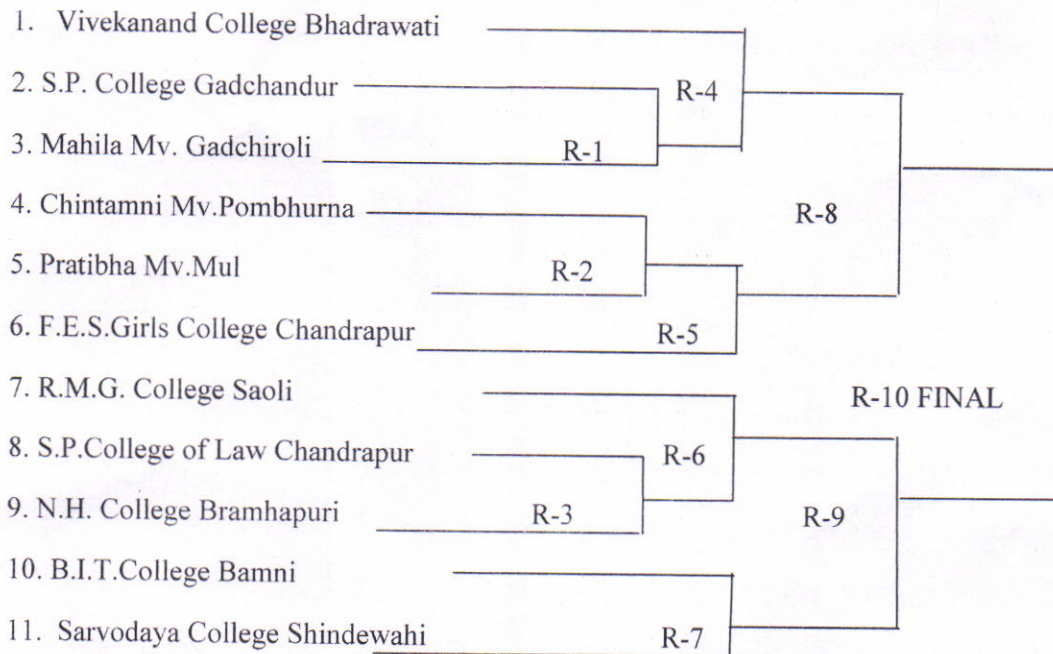 1. Vivekanand College Bhadrawati
2. S.P. College Gadchandur
R-4
3. Mahila Mv. Gadchiroli
R-1
4. Chintamni Mv.Pombhurna
R-8
5. Pratibha Mv.Mul
R-2
6. F.E.S.Girls College Chandrapur
R-5
7. R.M.G. College Saoli
R-10 FINAL
8. S.P.College of Law Chandrapur
R-6
9. N.H. College Bramhapuri
R-3
R-9
10. B.I.T.College Bamni
11. Sarvodaya College Shindewahi
R-7